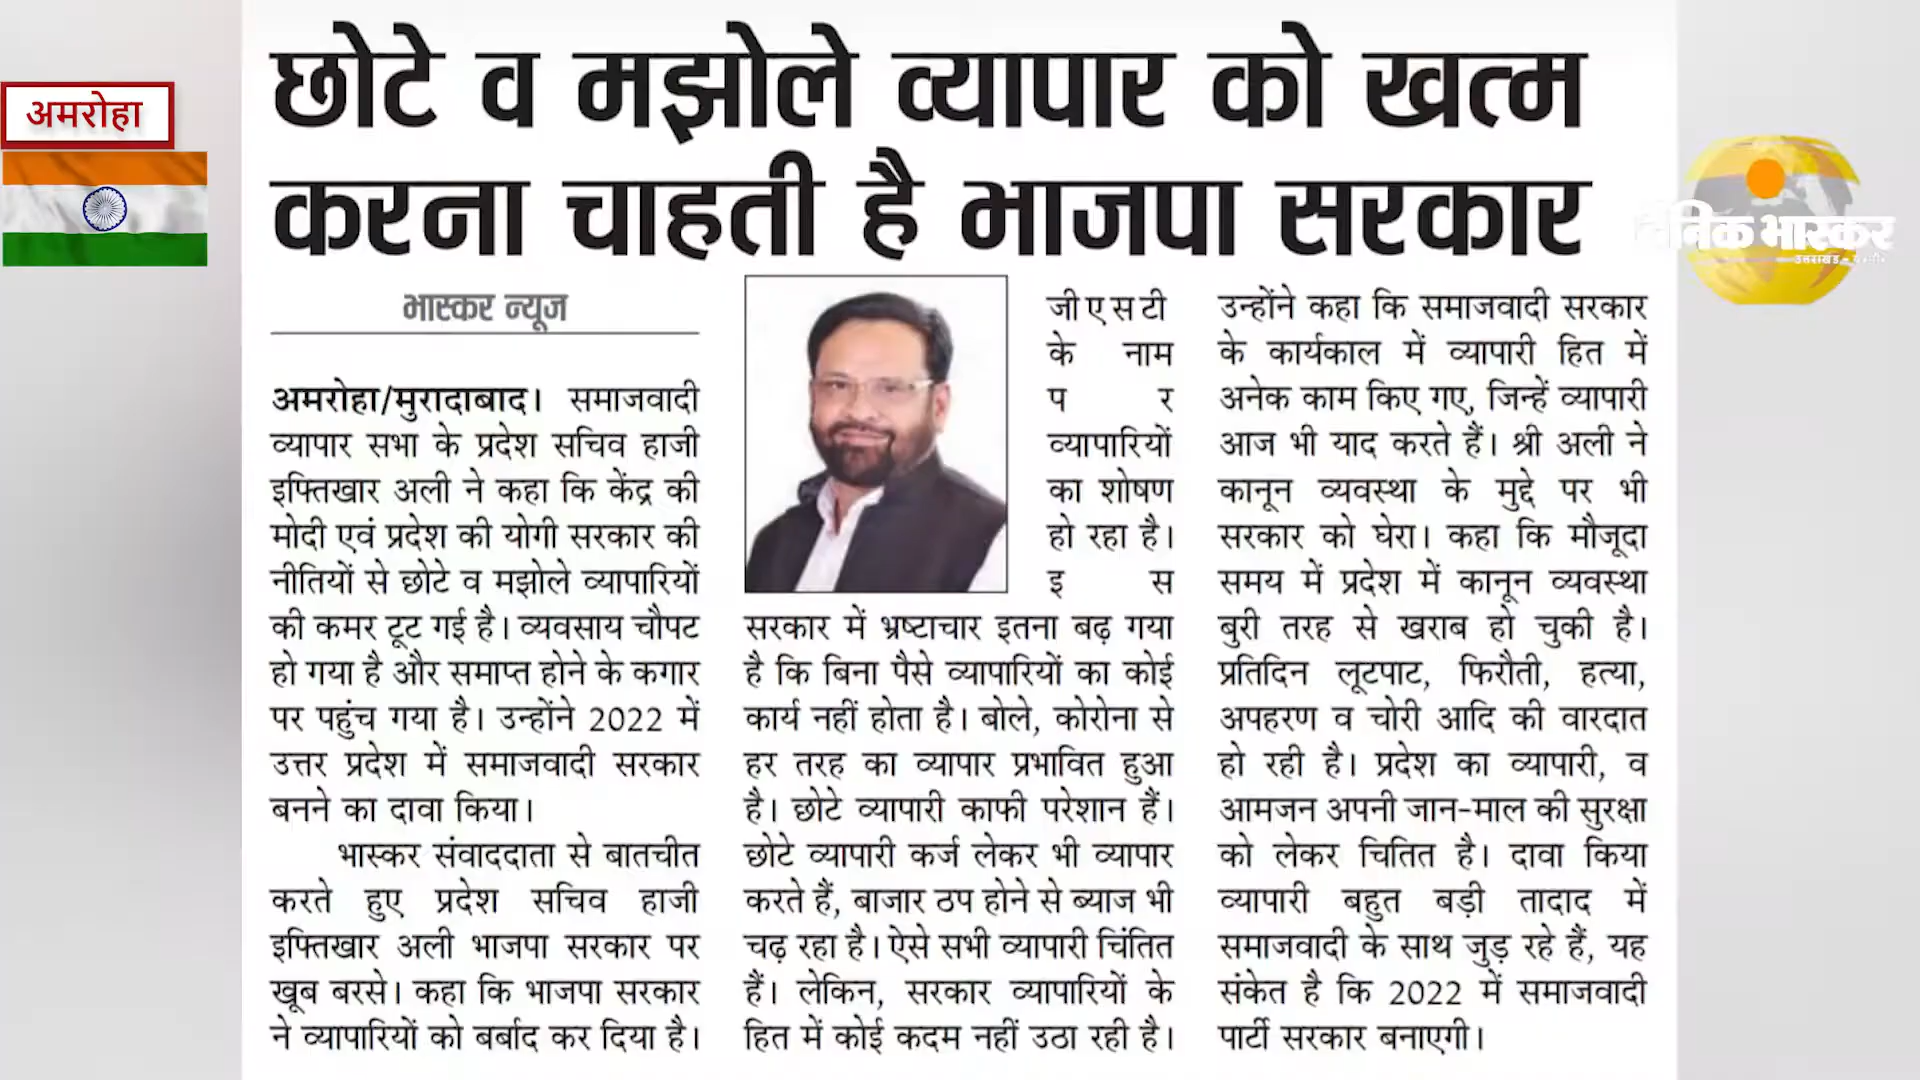 छोटे व मझोले व्यापार को खत्म
करना चाहती है भाजपा सरकार
अमरोहा
भास्कर न्यूज
अमरोहा/मुरादाबाद। समाजवादी
व्यापार सभा के प्रदेश सचिव हाजी
इफ्तिखार अली ने कहा कि केंद्र की
मोदी एवं प्रदेश की योगी सरकार की
नीतियों से छोटे व मझोले व्यापारियों
की कमर टूट गई है। व्यवसाय चौपट
हो गया है और समाप्त होने के कगार
पर पहुंच गया है। उन्होंने 2022 में
उत्तर प्रदेश में समाजवादी सरकार
बनने का दावा किया।
भास्कर संवाददाता से बातचीत
करते हुए प्रदेश सचिव हाजी
इफ्तिखार अली भाजपा सरकार पर
खूब बरसे। कहा कि भाजपा सरकार
ने व्यापारियों को बर्बाद कर दिया है।
जीएसटी
के नाम
पर
व्यापारियों
का शोषण
हो रहा है।
इस
सरकार में भ्रष्टाचार इतना बढ़ गया
है कि बिना पैसे व्यापारियों का कोई
कार्य नहीं होता है। बोले, कोरोना से
हर तरह का व्यापार प्रभावित हुआ
है। छोटे व्यापारी काफी परेशान हैं।
छोटे व्यापारी कर्ज लेकर भी व्यापार
करते हैं, बाजार ठप होने से ब्याज भी
चढ़ रहा है। ऐसे सभी व्यापारी चिंतित
हैं। लेकिन, सरकार व्यापारियों के
हित में कोई कदम नहीं उठा रही है।
उन्होंने कहा कि समाजवादी सरकार
के कार्यकाल में व्यापारी हित में
अनेक काम किए गए, जिन्हें व्यापारी
आज भी याद करते हैं। श्री अली ने
कानून व्यवस्था के मुद्दे पर भी
सरकार को घेरा। कहा कि मौजूदा
समय में प्रदेश में कानून व्यवस्था
बुरी तरह से खराब हो चुकी है।
प्रतिदिन लूटपाट, फिरौती, हत्या,
अपहरण व चोरी आदि की वारदात
हो रही है। प्रदेश का व्यापारी, व
आमजन अपनी जान-माल की सुरक्षा
को लेकर चितित है। दावा किया
व्यापारी बहुत बड़ी तादाद में
समाजवादी के साथ जुड़ रहे हैं, यह
संकेत है कि 2022 में समाजवादी
पार्टी सरकार बनाएगी।
दैनिक भास्कर